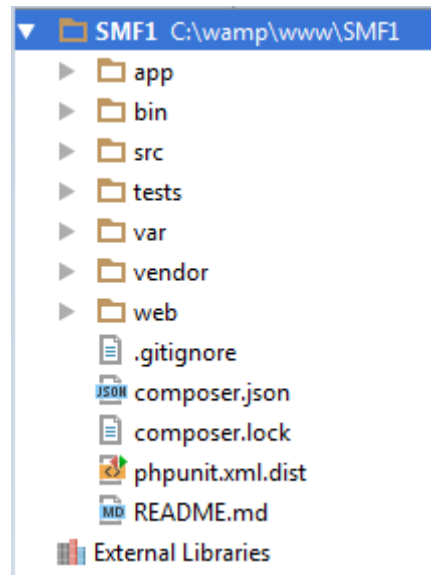 SMF1 C:\wamp\www\SMF1
app
bin
src
tests
var
vendor
web
.gitignore
JSON composer.json
composer.lock
phpunit.xml.dist
MD README.md
External Libraries